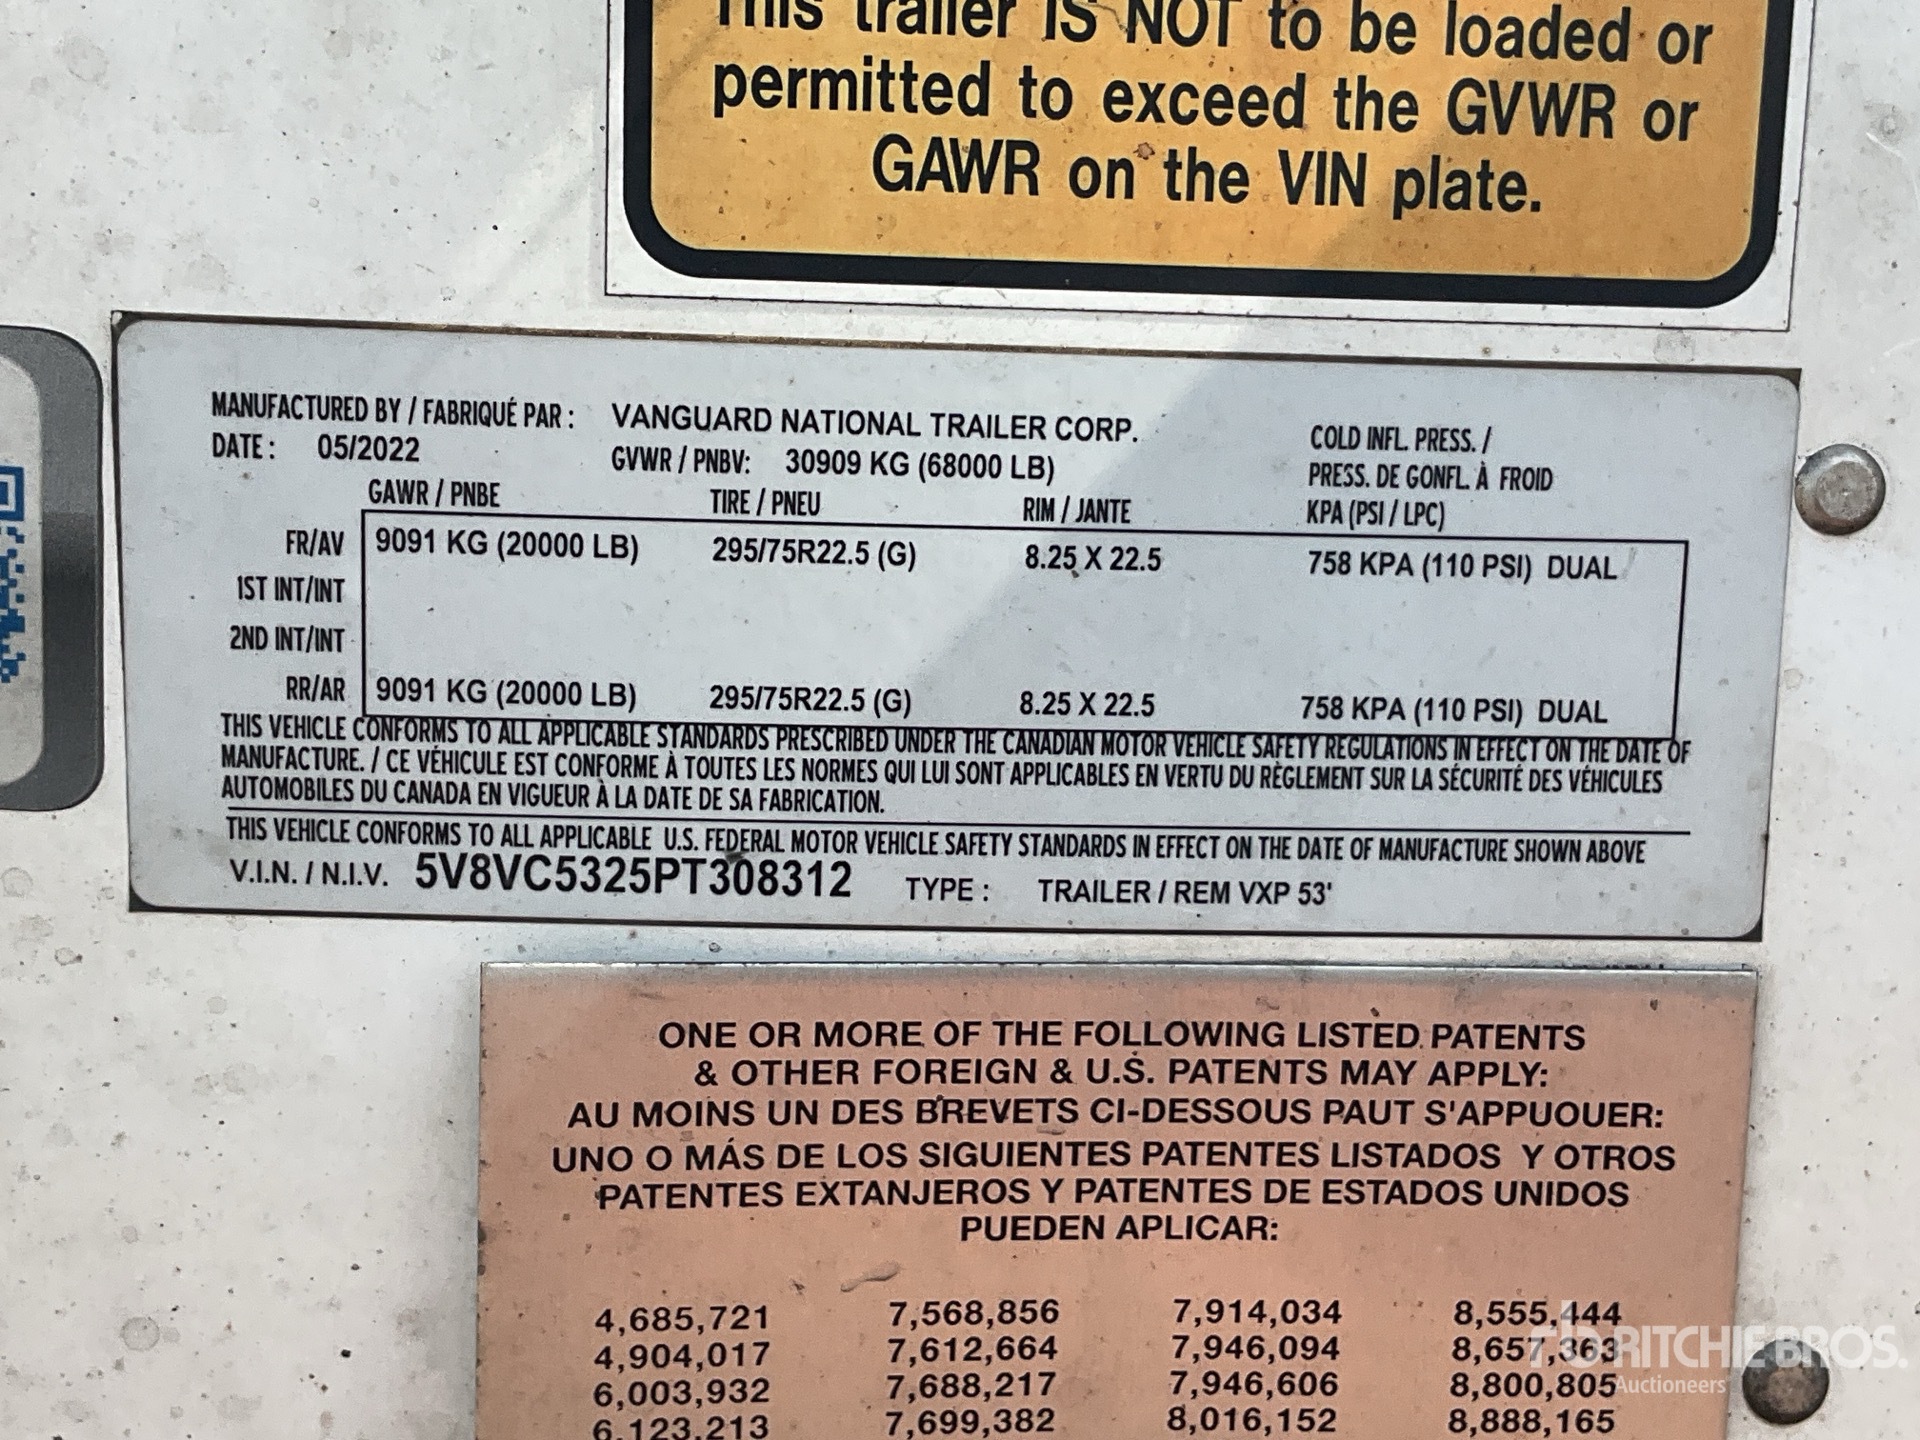 This trailer IS NOT to be loaded or
permitted to exceed the GVWR or
GAWR on the VIN plate.
MANUFACTURED BY / FABRIQUÉ PAR : VANGUARD NATIONAL TRAILER CORP.
DATE : 05/2022 GVWR / PNBV: 30909 KG (68000 LB)
COLD INFL. PRESS. /
PRESS. DE GONFL. À FROID
KPA (PSI / LPC)
GAWR / PNBE TIRE / PNEU RIM / JANTE
FR/AV 9091 KG (20000 LB) 295/75R22.5 (G) 8.25 X 22.5 758 KPA (110 PSI) DUAL
1ST INT/INT
2ND INT/INT
RR/AR 9091 KG (20000 LB) 295/75R22.5 (G) 8.25 X 22.5 758 KPA (110 PSI) DUAL
THIS VEHICLE CONFORMS TO ALL APPLICABLE STANDARDS PRESCRIBED UNDER THE CANADIAN MOTOR VEHICLE SAFETY REGULATIONS IN EFFECT ON THE DATE OF
MANUFACTURE. / CE VÉHICULE EST CONFORME À TOUTES LES NORMES QUI LUI SONT APPLICABLES EN VERTU DU RÈGLEMENT SUR LA SÉCURITÉ DES VÉHICULES
AUTOMOBILES DU CANADA EN VIGUEUR À LA DATE DE SA FABRICATION.
THIS VEHICLE CONFORMS TO ALL APPLICABLE U.S. FEDERAL MOTOR VEHICLE SAFETY STANDARDS IN EFFECT ON THE DATE OF MANUFACTURE SHOWN ABOVE
V.I.N. / N.I.V. 5V8VC5325PT308312 TYPE : TRAILER / REM VXP 53'
ONE OR MORE OF THE FOLLOWING LISTED PATENTS
& OTHER FOREIGN & U.S. PATENTS MAY APPLY:
AU MOINS UN DES BREVETS CI-DESSOUS PAUT S'APPUOUER:
UNO O MÁS DE LOS SIGUIENTES PATENTES LISTADOS Y OTROS
PATENTES EXTANJEROS Y PATENTES DE ESTADOS UNIDOS
PUEDEN APLICAR:
4,685,721 7,568,856 7,914,034 8,555,444
4,904,017 7,612,664 7,946,094 8,657,363
6,003,932 7,688,217 7,946,606 8,800,805
6,123,213 7,699,382 8,016,152 8,888,165
rb RITCHIE BROS.
Auctioneers